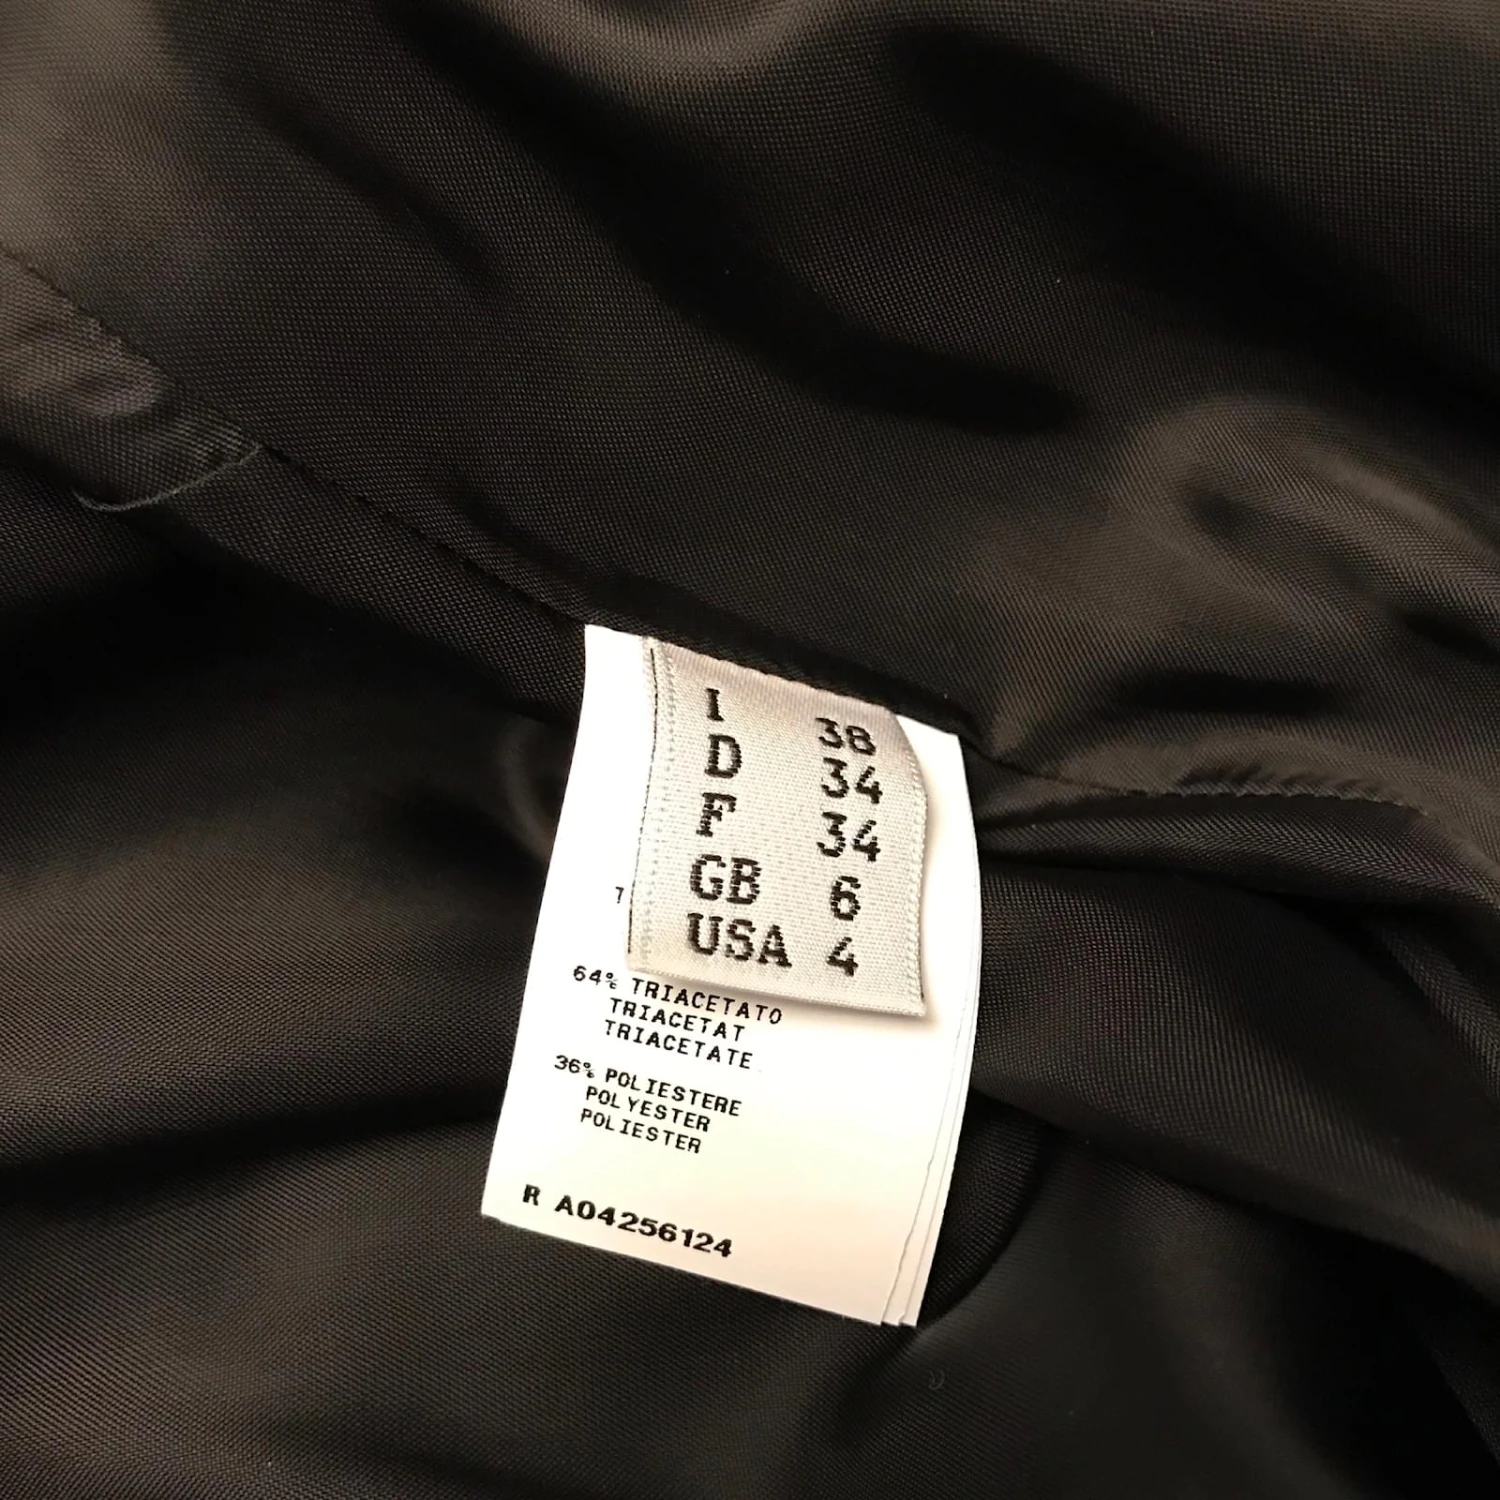 I 38
D 34
F 34
GB 6
USA 4
64% TRIACETATO
TRIACETAT
TRIACETATE
36% POLIESTERE
POLYESTER
POLIESTER
R A04256124